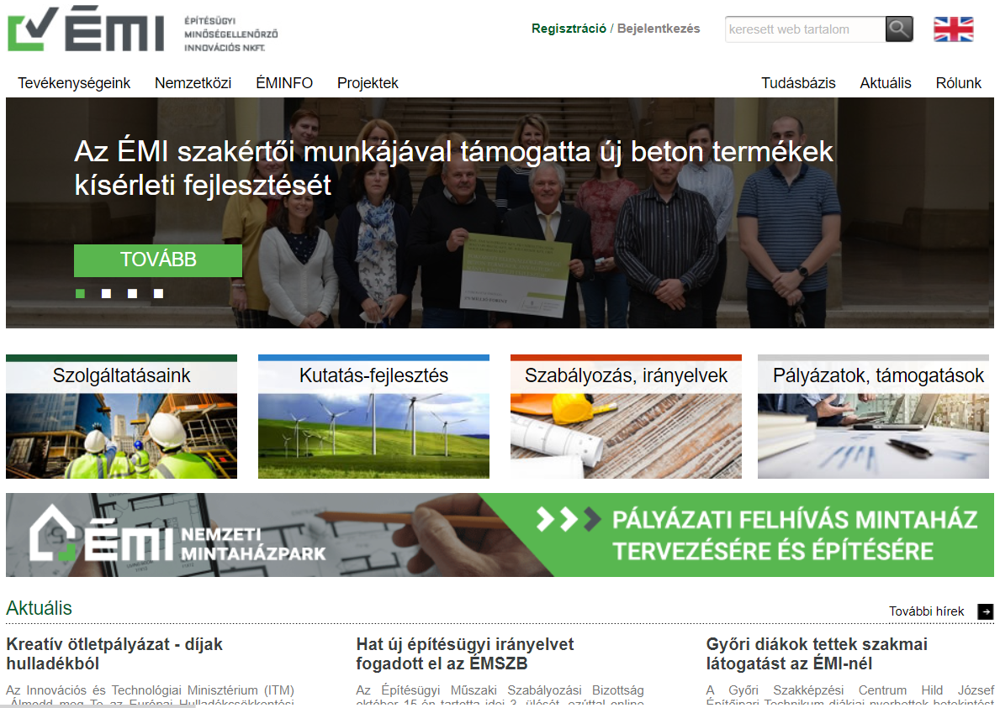 ÉMI
ÉPÍTÉSÜGYI
MINŐSÉGELLENŐRZŐ
INNOVÁCIÓS NKFT.
Regisztráció / Bejelentkezés
keresett web tartalom
Tevékenységeink Nemzetközi ÉMINFO Projektek
Tudásbázis Aktuális Rólunk
Az ÉMI szakértői munkájával támogatta új beton termékek
kísérleti fejlesztését
TOVÁBB
Szolgáltatásaink
Kutatás-fejlesztés
Szabályozás, irányelvek
Pályázatok, támogatások
ÉMI
NEMZETI
MINTAHÁZPARK
PÁLYÁZATI FELHÍVÁS MINTAHÁZ
TERVEZÉSÉRE ÉS ÉPÍTÉSÉRE
Aktuális
További hírek
Kreatív ötletpályázat - díjak
hulladékból
Az Innovációs és Technológiai Minisztérium (ITM)
Álmodd meg Te az Európai Hulladékcsökkentési
Hat új építésügyi irányelvet
fogadott el az ÉMSZB
Az Építésügyi Műszaki Szabályozási Bizottság
október 15-én tartotta idei 3. ülését, ezúttal online
Győri diákok tettek szakmai
látogatást az ÉMI-nél
A Győri Szakképzési Centrum Hild József
Építőipari Technikum diákjai nyerhettek betekintést